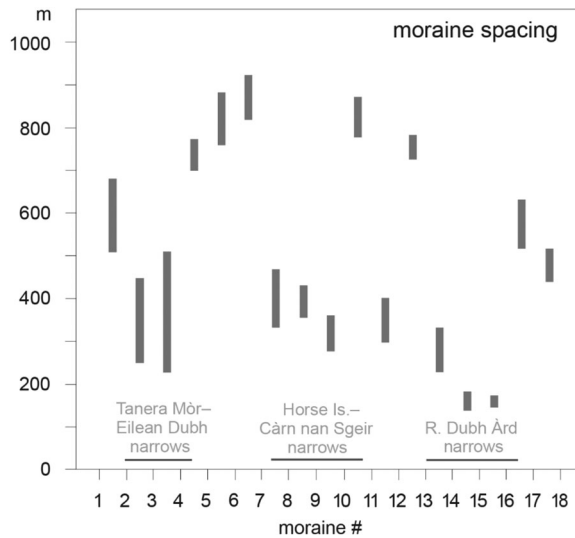 m
moraine spacing
1000
800
600
400
200
0
Tanera Mòr–
Eilean Dubh
narrows
Horse Is.–
Càrn nan Sgeir
narrows
R. Dubh Àrd
narrows
1 2 3 4 5 6 7 8 9 10 11 12 13 14 15 16 17 18
moraine #